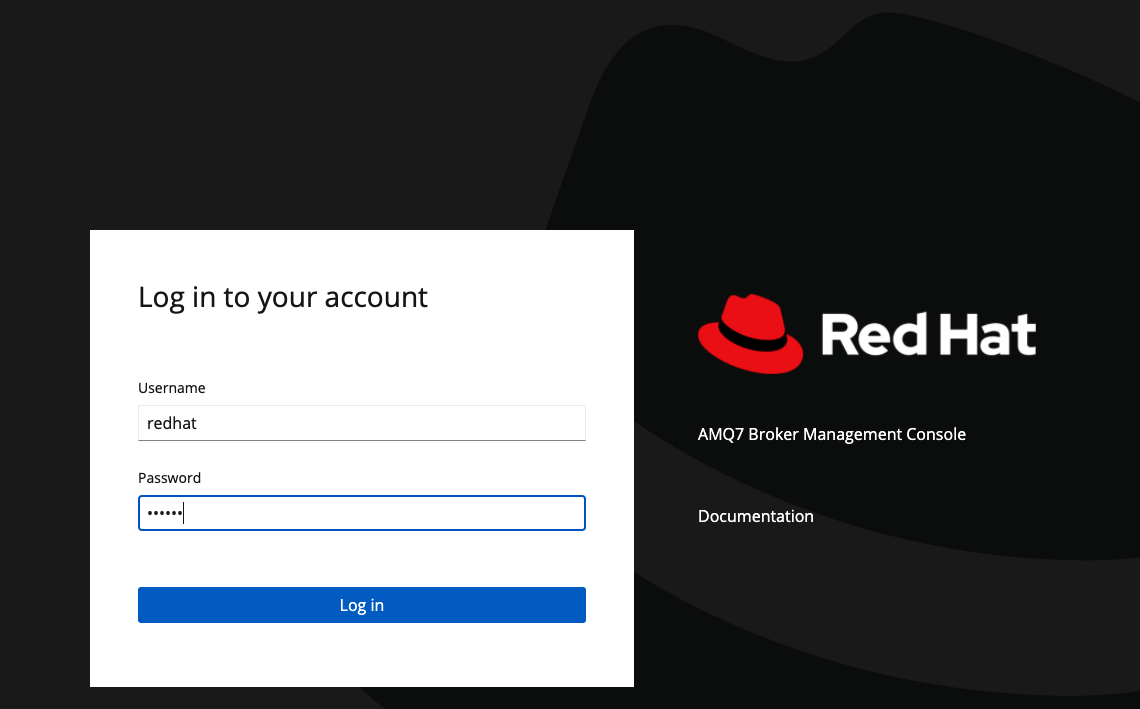 Log in to your account
Username
redhat
Password
••••••
Log in
Red Hat
AMQ7 Broker Management Console
Documentation